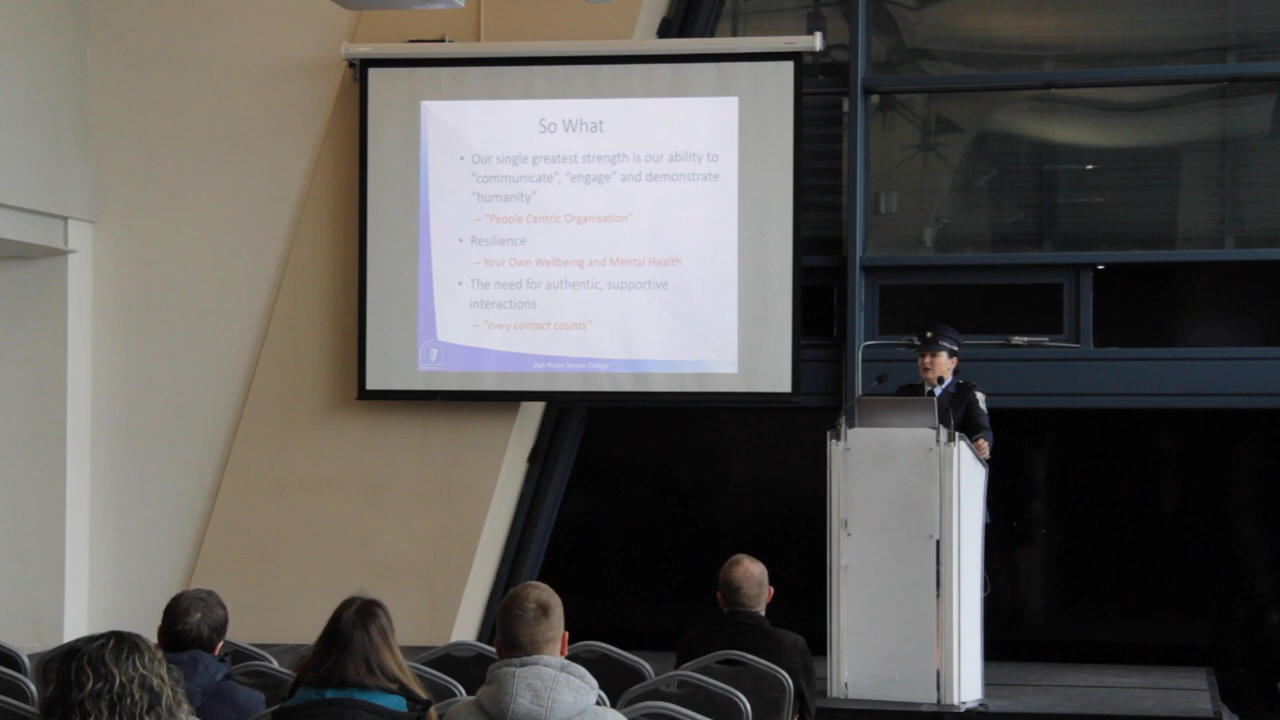 So What
• Our single greatest strength is our ability to
"communicate", "engage" and demonstrate
"humanity"
– "People Centric Organisation"
• Resilience
– Your Own Wellbeing and Mental Health
• The need for authentic, supportive
interactions
– "Every contact counts"
Irish Prison Service College